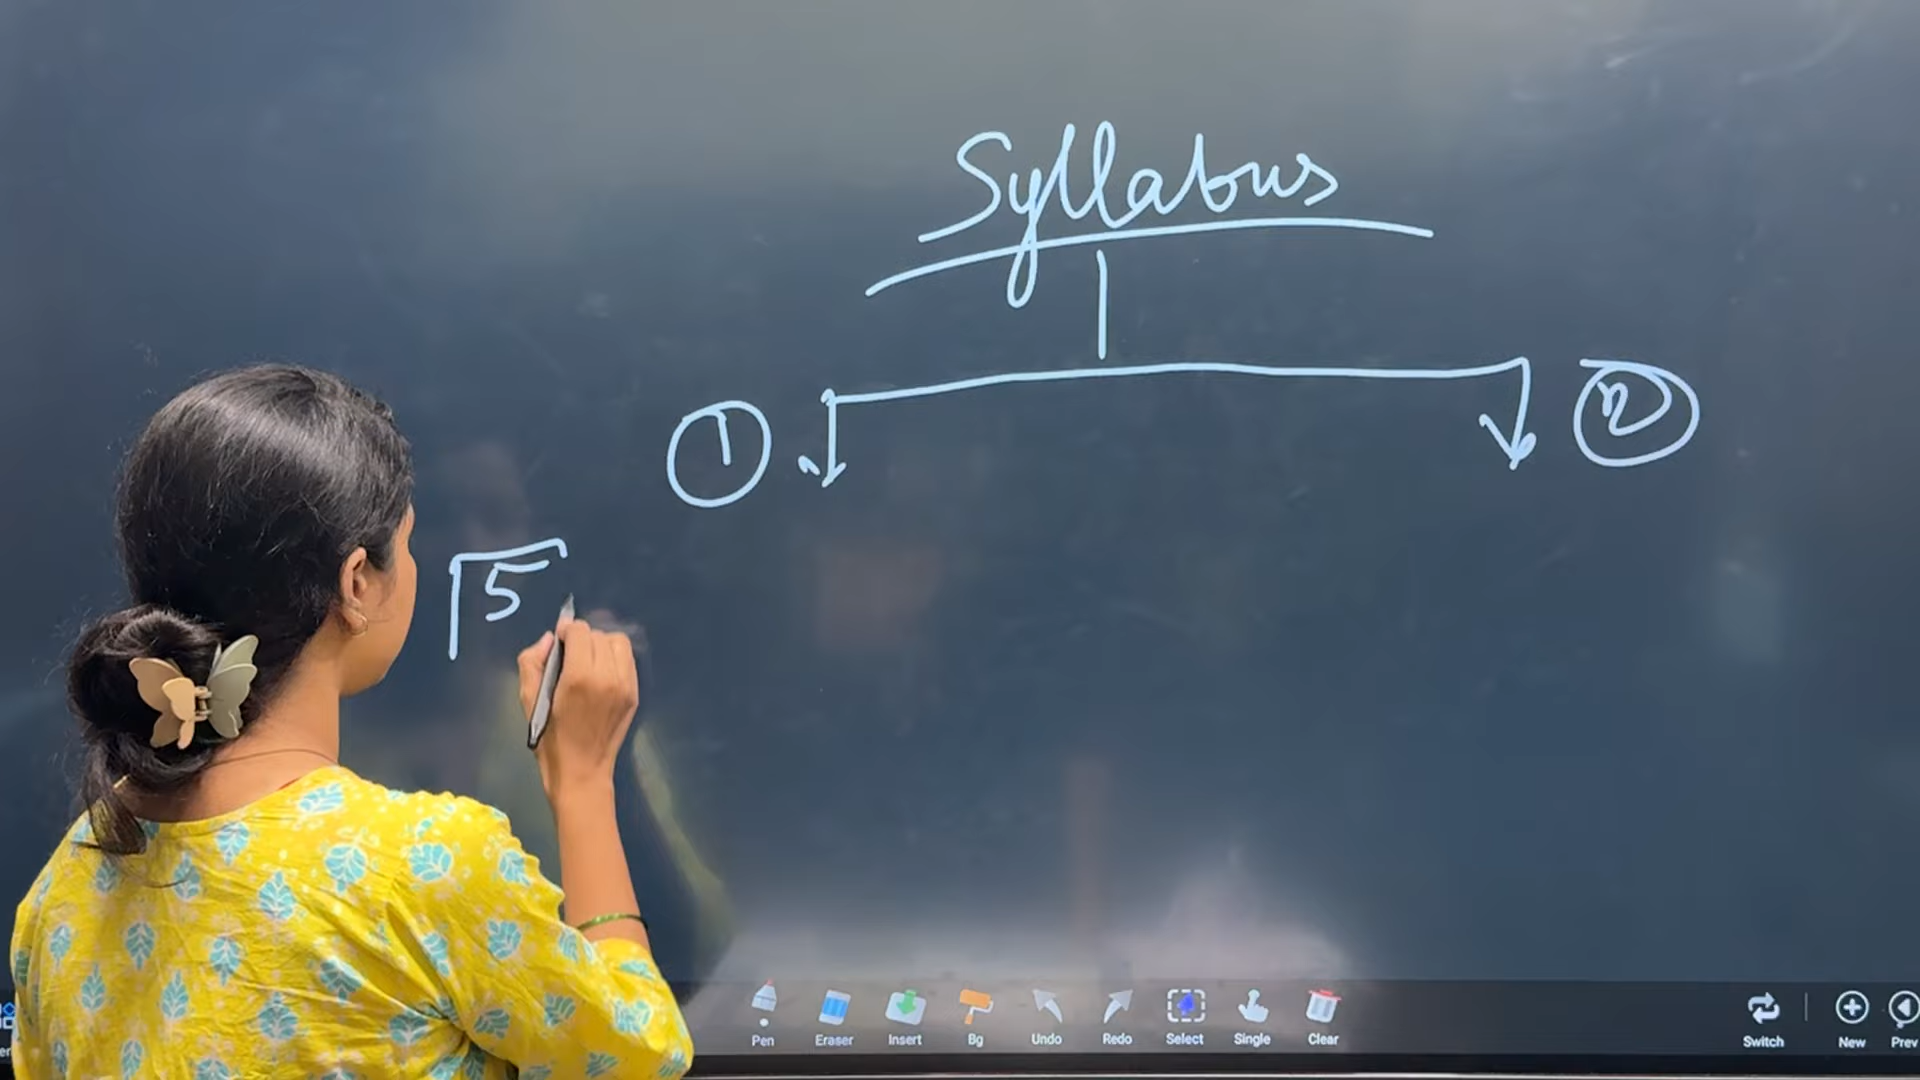 Syllabus
① ②
5
Pen Eraser Insert Bg Undo Redo Select Single Clear Switch New Prev